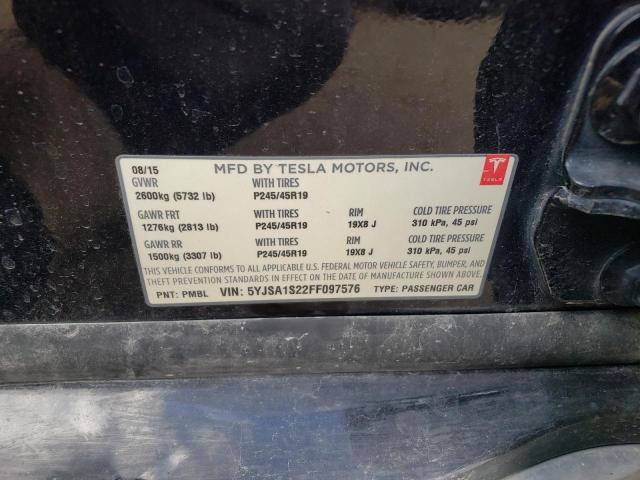 08/15 MFD BY TESLA MOTORS, INC. TESLA
GVWR WITH TIRES
2600kg (5732 lb) P245/45R19
GAWR FRT WITH TIRES RIM COLD TIRE PRESSURE
1276kg (2813 lb) P245/45R19 19X8 J 310 kPa, 45 psi
GAWR RR WITH TIRES RIM COLD TIRE PRESSURE
1500kg (3307 lb) P245/45R19 19X8 J 310 kPa, 45 psi
THIS VEHICLE CONFORMS TO ALL APPLICABLE U.S. FEDERAL MOTOR VEHICLE SAFETY, BUMPER, AND
THEFT PREVENTION STANDARDS IN EFFECT ON THE DATE OF MANUFACTURE SHOWN ABOVE.
PNT: PMBL VIN: 5YJSA1S22FF097576 TYPE: PASSENGER CAR